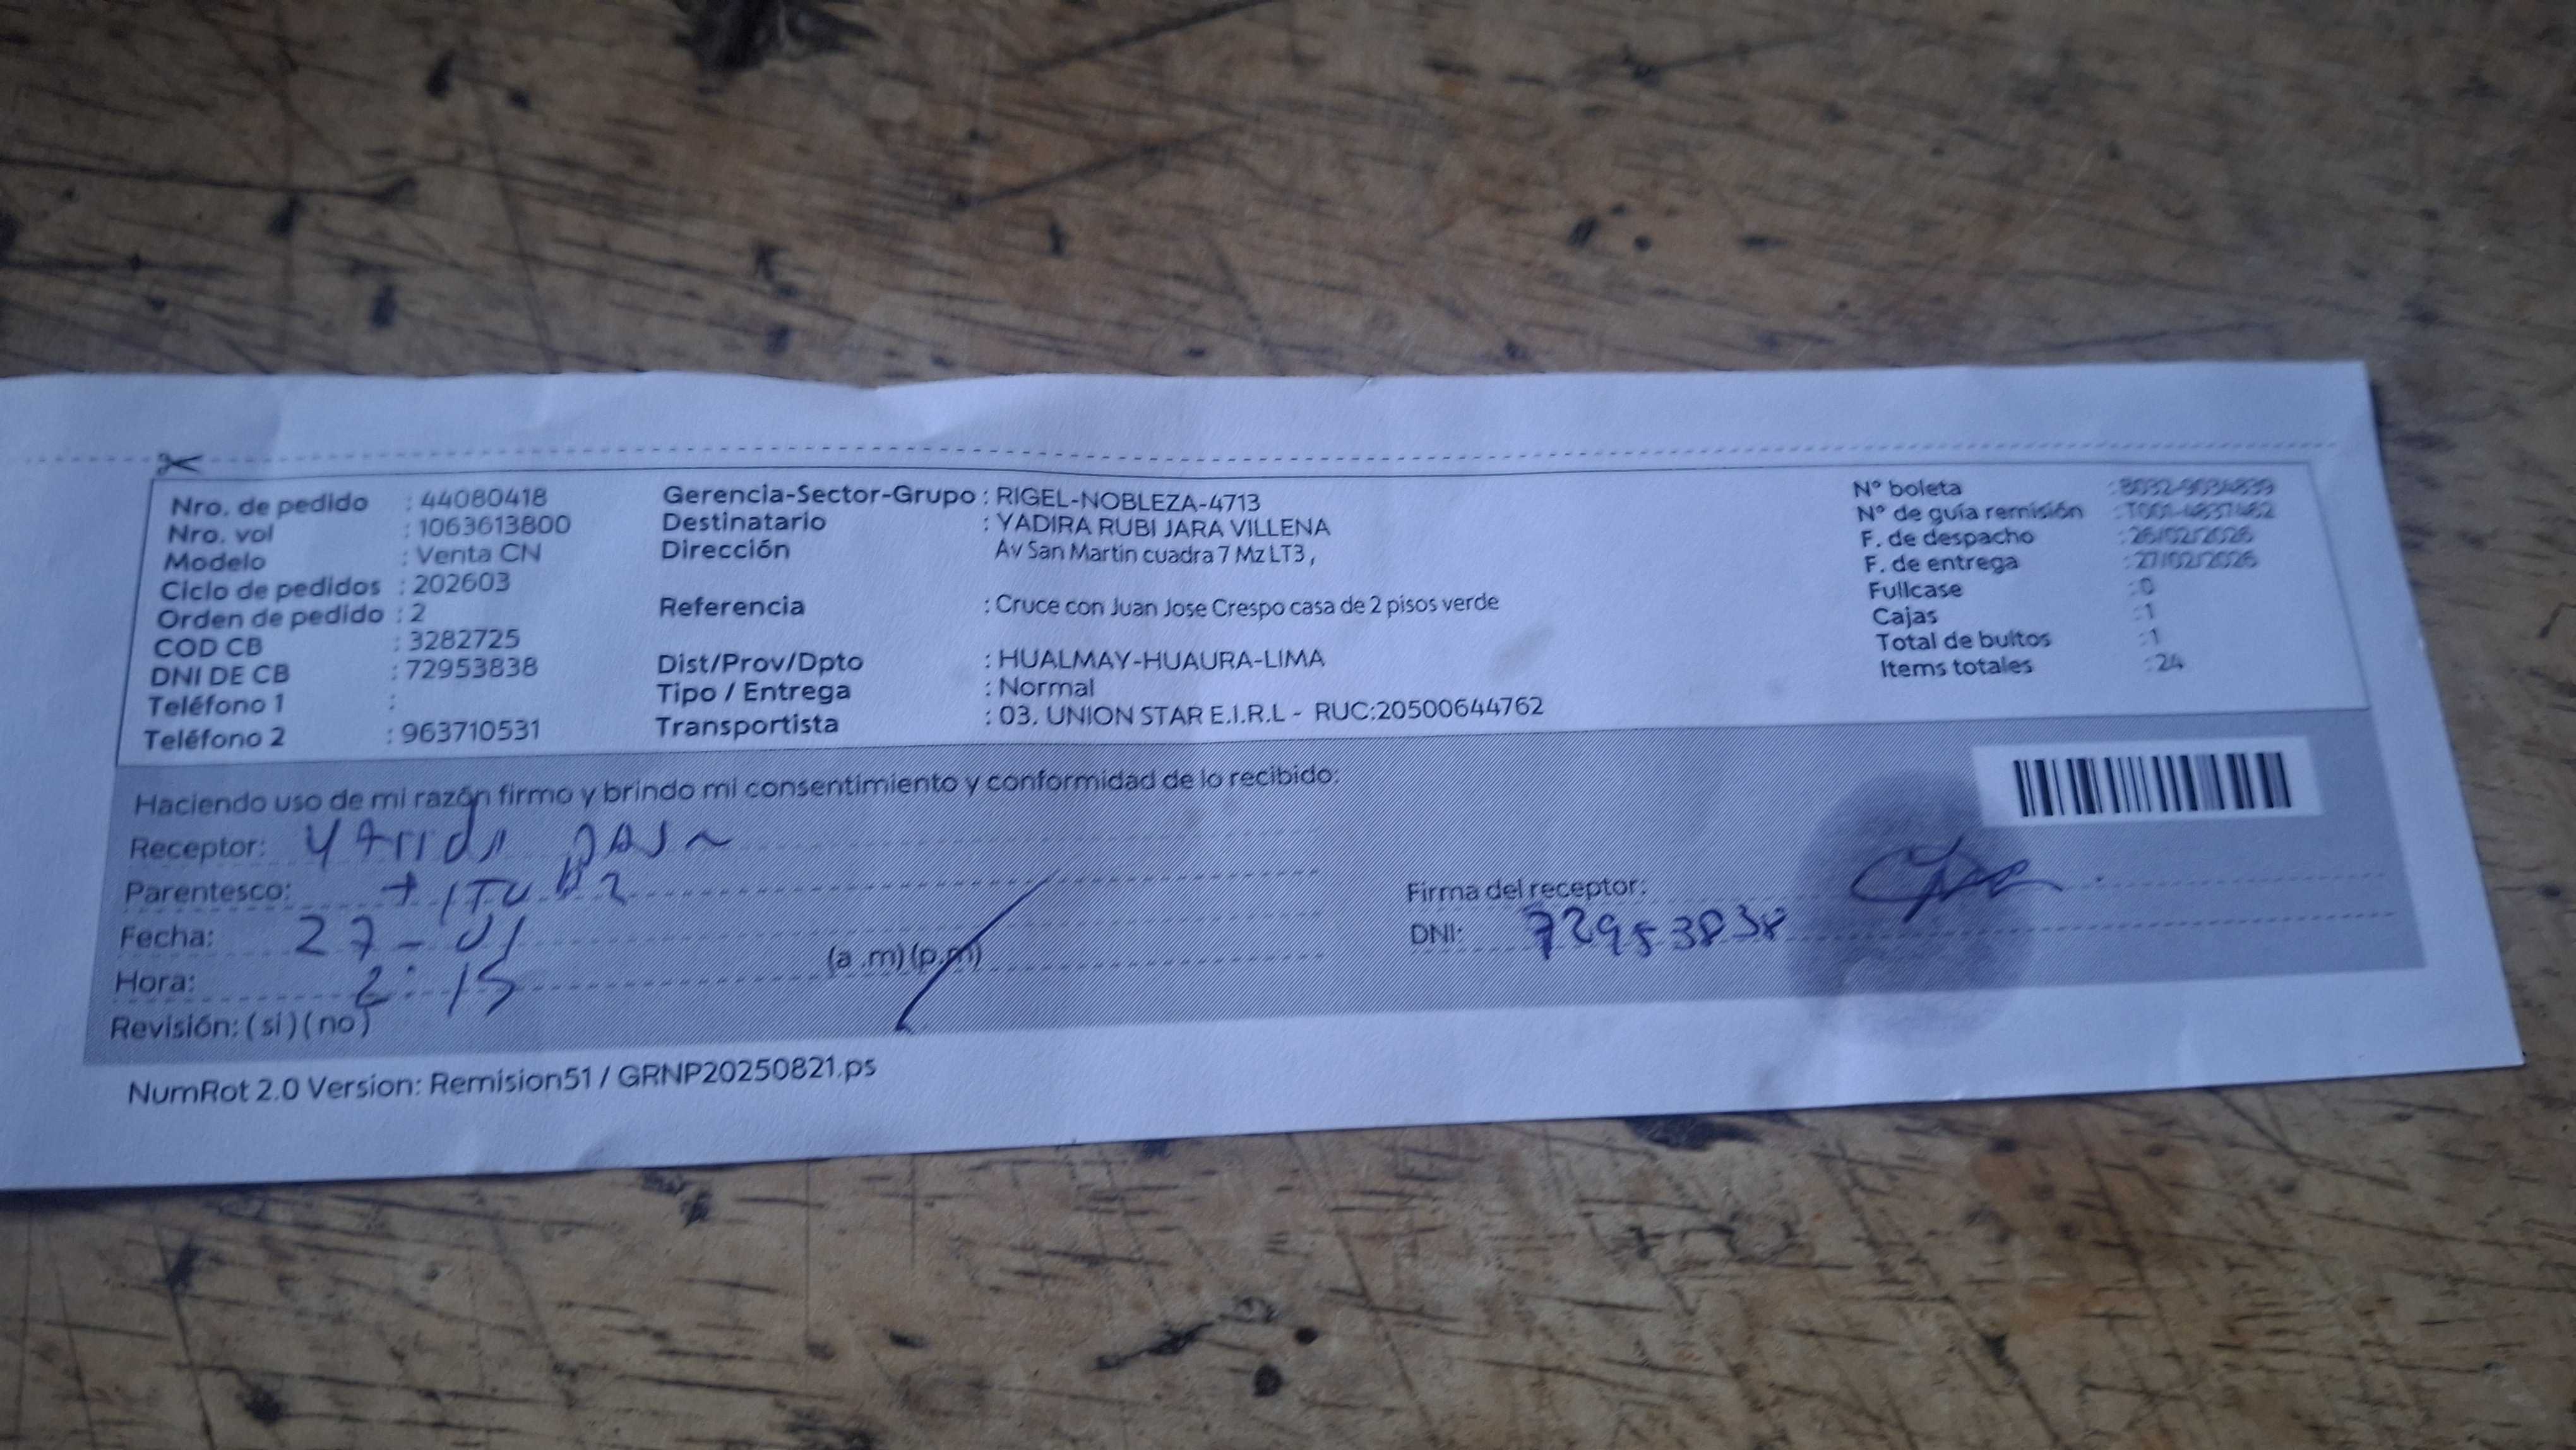 Nro. de pedido : 44080418
Nro. vol : 1063613800
Modelo : Venta CN
Ciclo de pedidos : 202603
Orden de pedido : 2
COD CB : 3282725
DNI DE CB : 72953838
Teléfono 1 :
Teléfono 2 : 963710531
Gerencia-Sector-Grupo : RIGEL-NOBLEZA-4713
Destinatario : YADIRA RUBI JARA VILLENA
Dirección Av San Martin cuadra 7 Mz LT3 ,
Referencia : Cruce con Juan Jose Crespo casa de 2 pisos verde
Dist/Prov/Dpto : HUALMAY-HUAURA-LIMA
Tipo / Entrega : Normal
Transportista : 03. UNION STAR E.I.R.L - RUC:20500644762
N° boleta
N° de guía remisión
F. de despacho : 26/02/2026
F. de entrega : 27/02/2026
Fullcase : 0
Cajas : 1
Total de bultos : 1
Items totales : 24
Haciendo uso de mi razón firmo y brindo mi consentimiento y conformidad de lo recibido:
Receptor:
Parentesco:
Fecha: 27-
Hora: 2:15 (a .m) (p.m)
Revisión: (si) (no)
Firma del receptor:
DNI: 72953838
NumRot 2.0 Version: Remision51 / GRNP20250821.ps